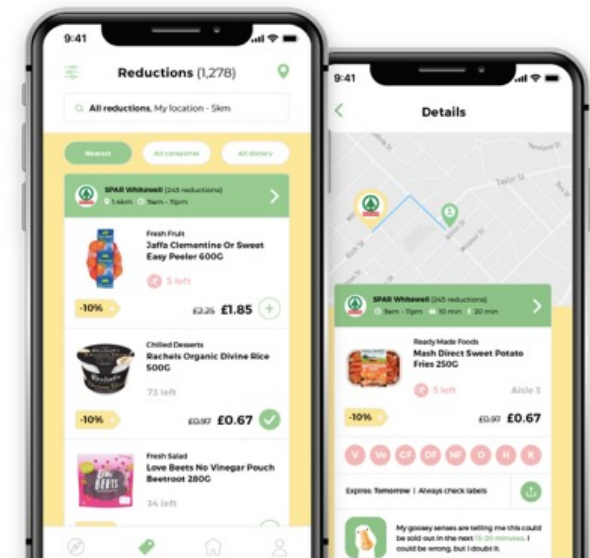 9:41
Reductions (1,278)
All reductions, My location - 5km
Nearest
All categories
All dietary
SPAR Whitewell (245 reductions)
1.4km 9am - 11pm
Fresh Fruit
Jaffa Clementine Or Sweet
Easy Peeler 600G
5 left
-10%
£2.25 £1.85
Chilled Desserts
Rachels Organic Divine Rice
500G
73 left
-10%
£0.97 £0.67
Fresh Salad
Love Beets No Vinegar Pouch
Beetroot 280G
34 left
BEETS
9:41
Details
Taylor St
SPAR Whitewell (245 reductions)
9am - 11pm 10 min 20 min
Ready Made Foods
Mash Direct Sweet Potato
Fries 250G
5 left
Aisle 3
-10%
£0.97 £0.67
V Ve GF DF NF O H K
Expires: Tomorrow | Always check labels
My goosey senses are telling me this could
be sold out in the next 15-20 minutes. I
could be wrong, but I doubt it.